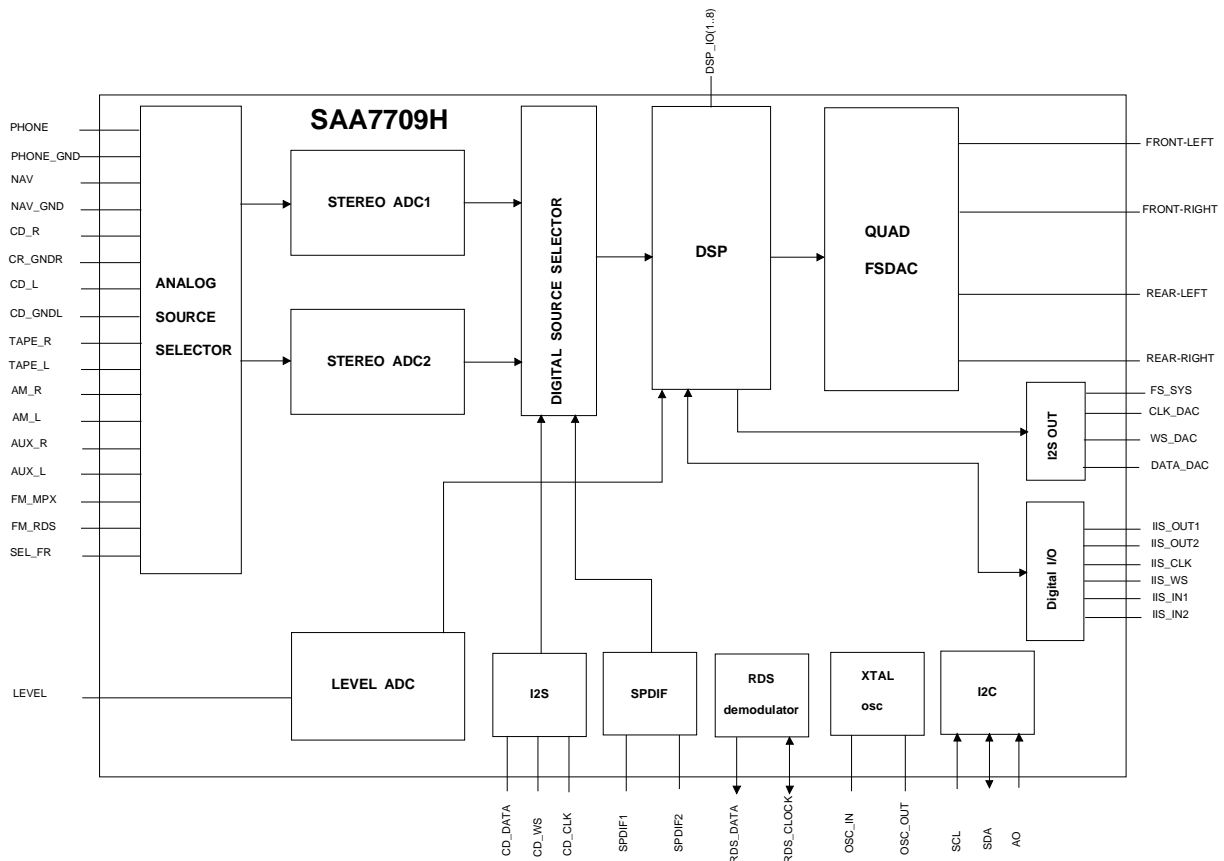 DSP_IO(1..8)
SAA7709H
PHONE
PHONE_GND
NAV
NAV_GND
CD_R
CR_GNDR
CD_L
CD_GNDL
TAPE_R
TAPE_L
AM_R
AM_L
AUX_R
AUX_L
FM_MPX
FM_RDS
SEL_FR
LEVEL
ANALOG
SOURCE
SELECTOR
STEREO ADC1
STEREO ADC2
DIGITAL SOURCE SELECTOR
DSP
QUAD
FSDAC
FRONT-LEFT
FRONT-RIGHT
REAR-LEFT
REAR-RIGHT
I2S OUT
FS_SYS
CLK_DAC
WS_DAC
DATA_DAC
Digital I/O
IIS_OUT1
IIS_OUT2
IIS_CLK
IIS_WS
IIS_IN1
IIS_IN2
LEVEL ADC
I2S
SPDIF
RDS
demodulator
XTAL
osc
I2C
CD_DATA
CD_WS
CD_CLK
SPDIF1
SPDIF2
RDS_DATA
RDS_CLOCK
OSC_IN
OSC_OUT
SCL
SDA
AO